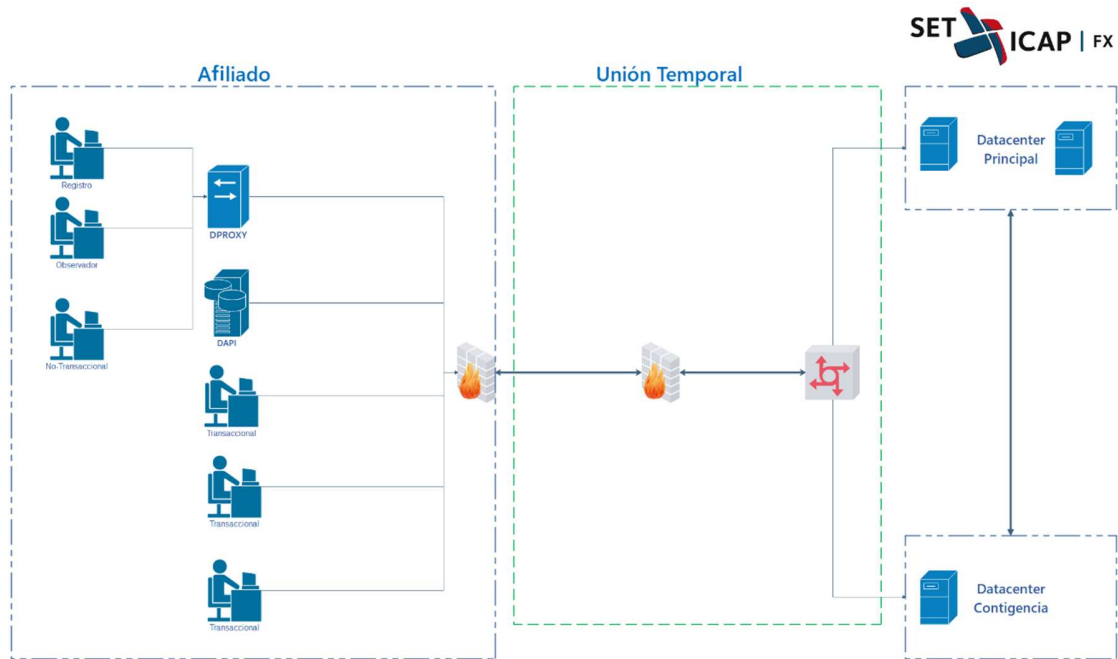 SET ICAP | FX
Afiliado
Unión Temporal
Registro
Observador
No-Transaccional
DPROXY
DAPI
Transaccional
Transaccional
Transaccional
Datacenter
Principal
Datacenter
Contigencia